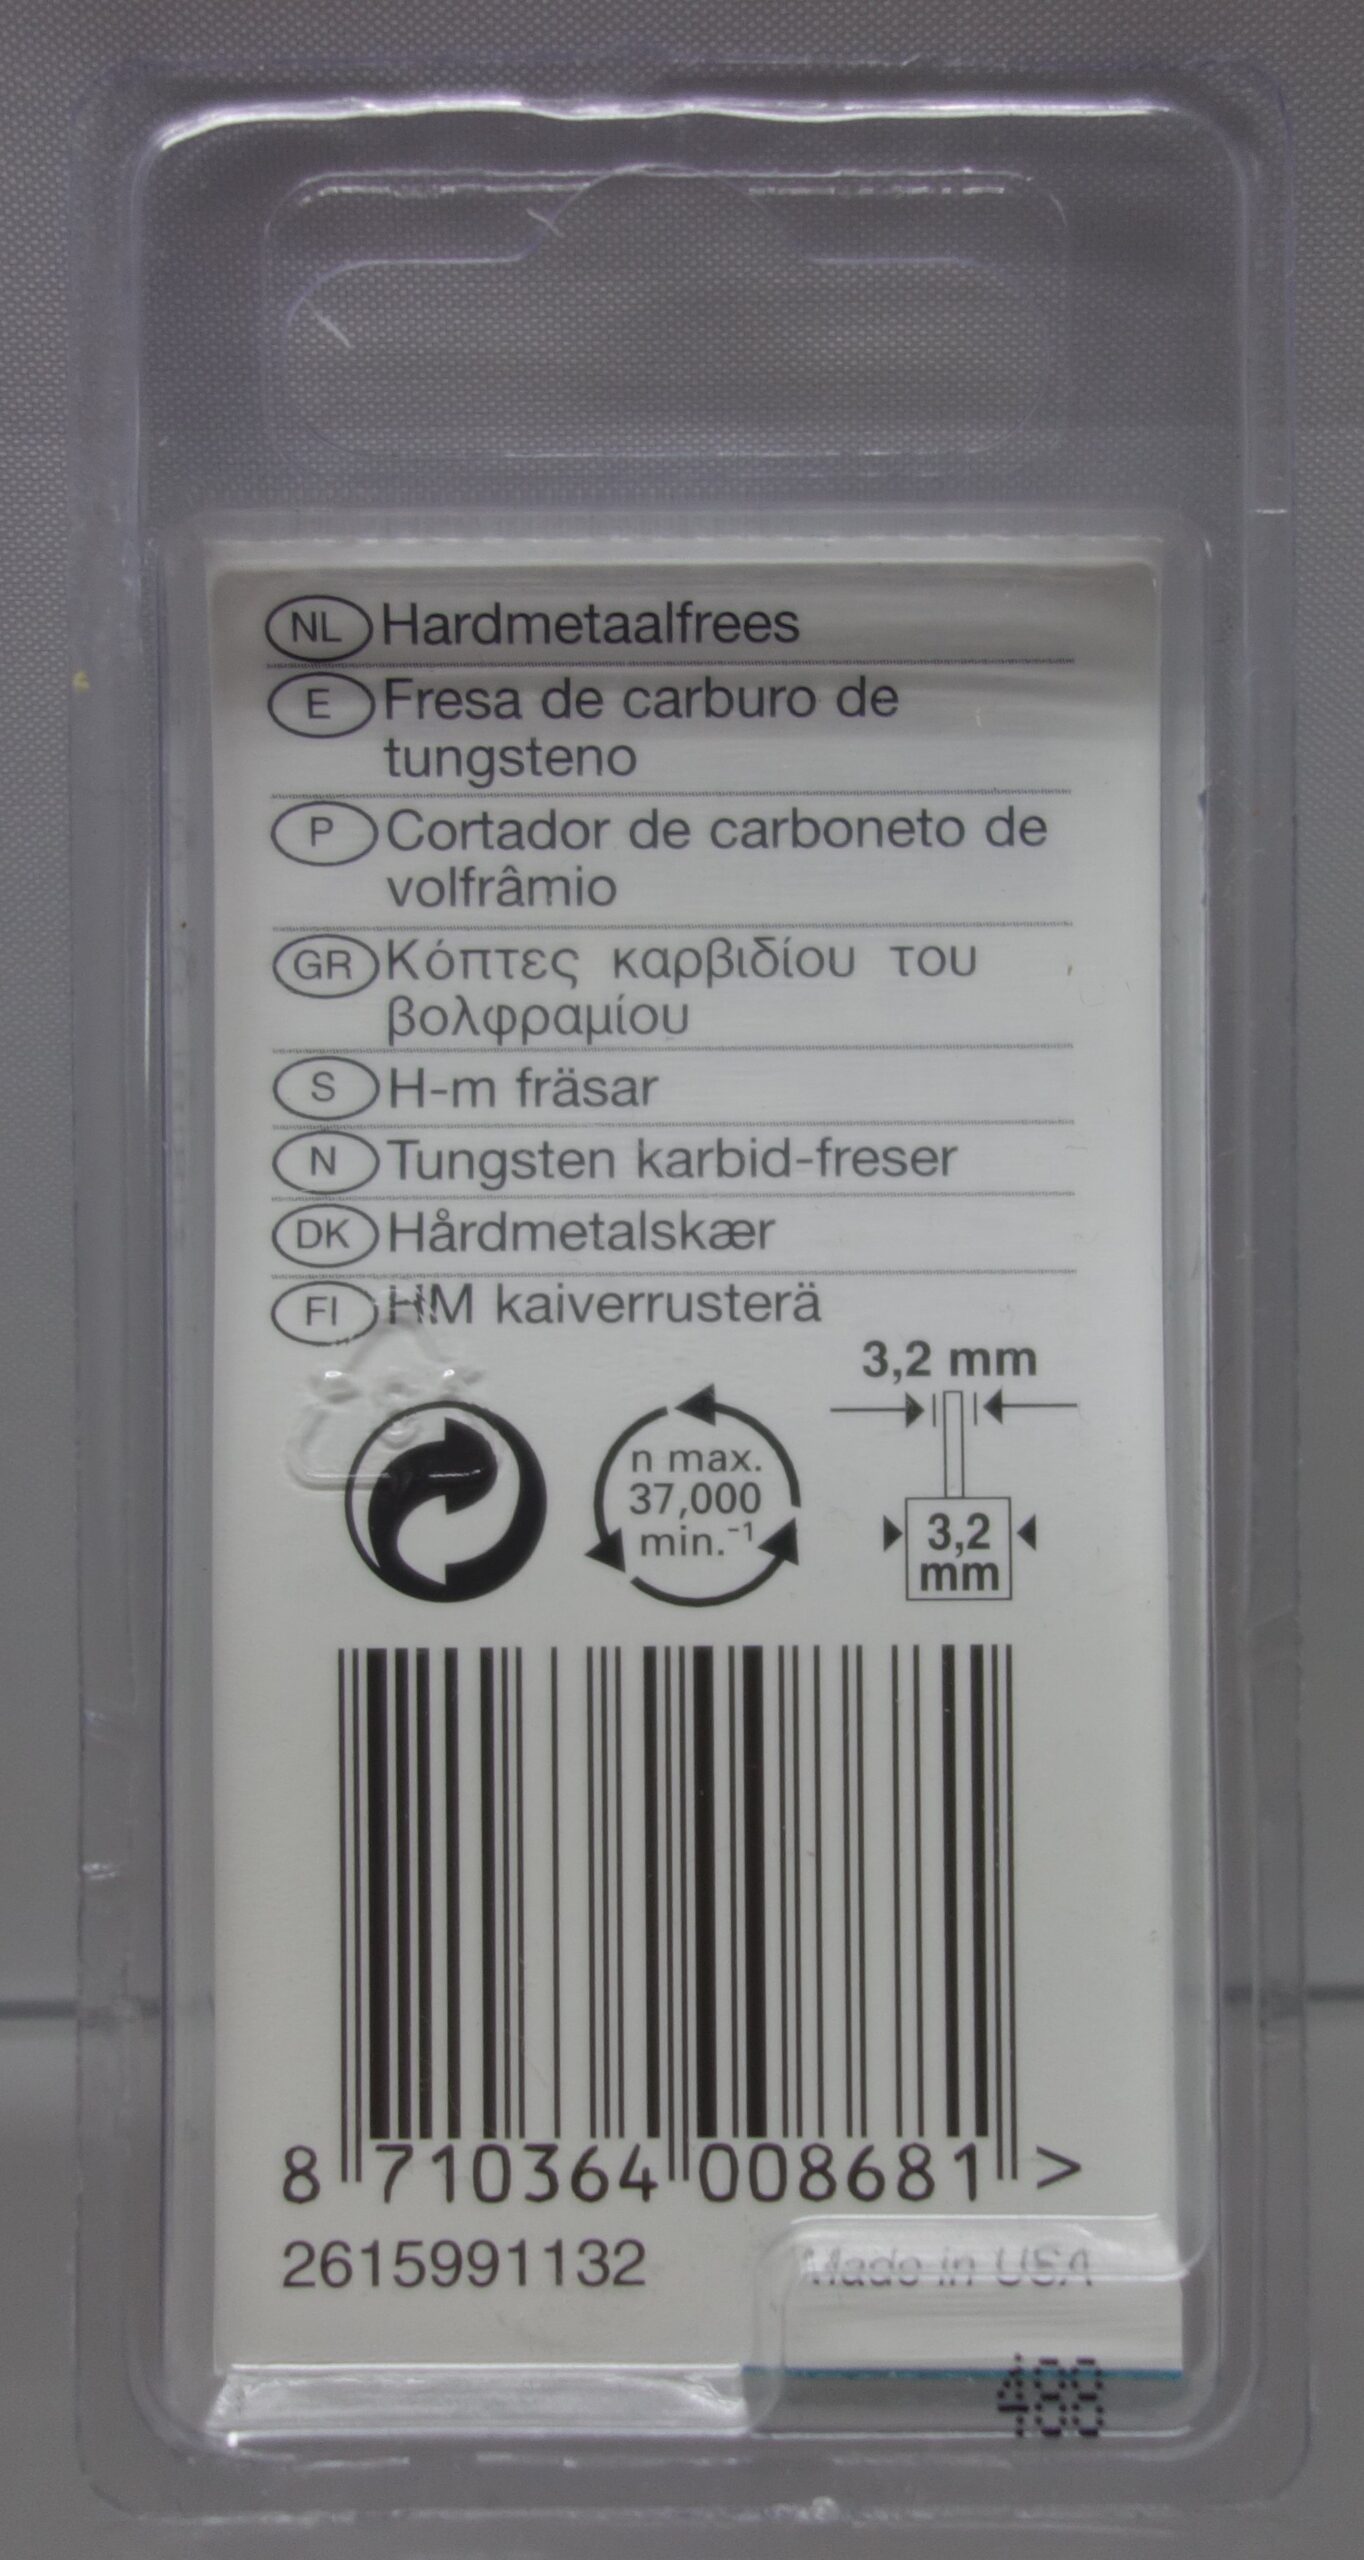 NL Hardmetaalfrees
E Fresa de carburo de
tungsteno
P Cortador de carboneto de
volfrâmio
GR Κόπτες καρβιδίου του
βολφραμίου
S H-m fräsar
N Tungsten karbid-freser
DK Hårdmetalskær
FI HM kaiverrusterä
3,2 mm
n max.
37,000
min.⁻¹
3,2
mm
8 710364 008681 >
2615991132 Made in USA
488